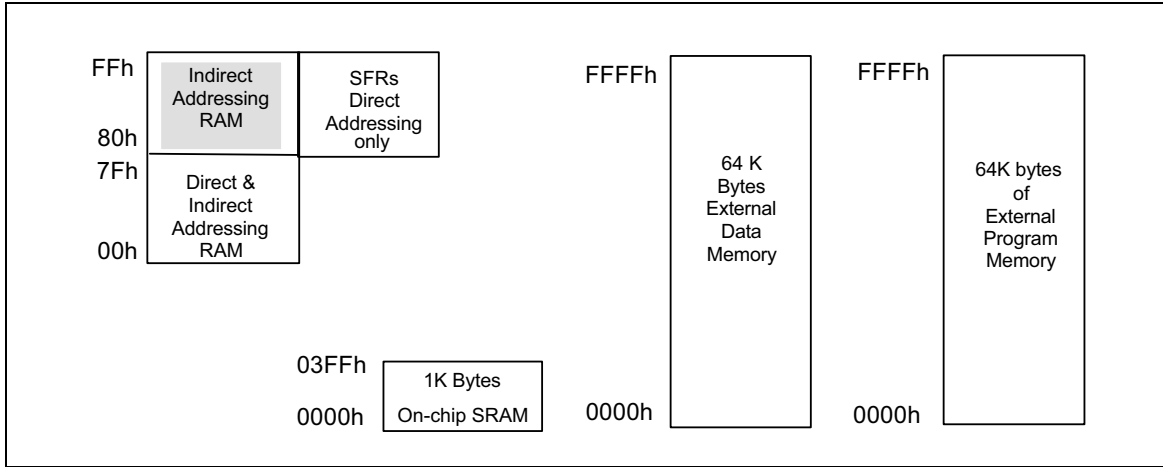 FFh
Indirect
Addressing
RAM
80h
SFRs
Direct
Addressing
only
7Fh
Direct &
Indirect
Addressing
RAM
00h
03FFh
1K Bytes
0000h
On-chip SRAM
FFFFh
64 K
Bytes
External
Data
Memory
0000h
FFFFh
64K bytes
of
External
Program
Memory
0000h